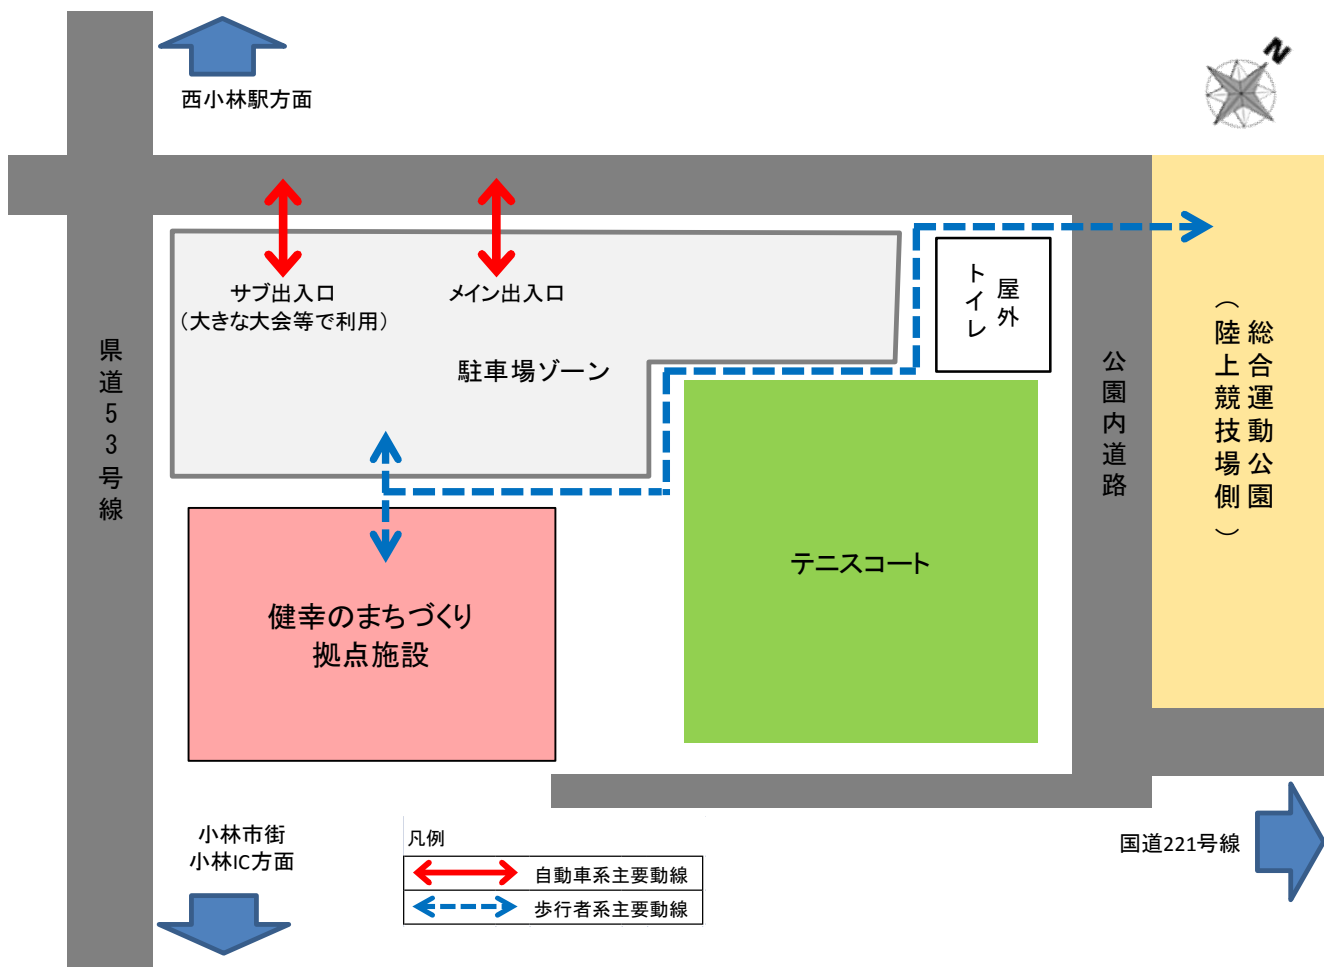 N
西小林駅方面
サブ出入口
（大きな大会等で利用）
メイン出入口
駐車場ゾーン
屋外
トイレ
県道53号線
公園内道路
総合運動公園
（陸上競技場側）
テニスコート
健幸のまちづくり
拠点施設
小林市街
小林IC方面
国道221号線
凡例
自動車系主要動線
歩行者系主要動線